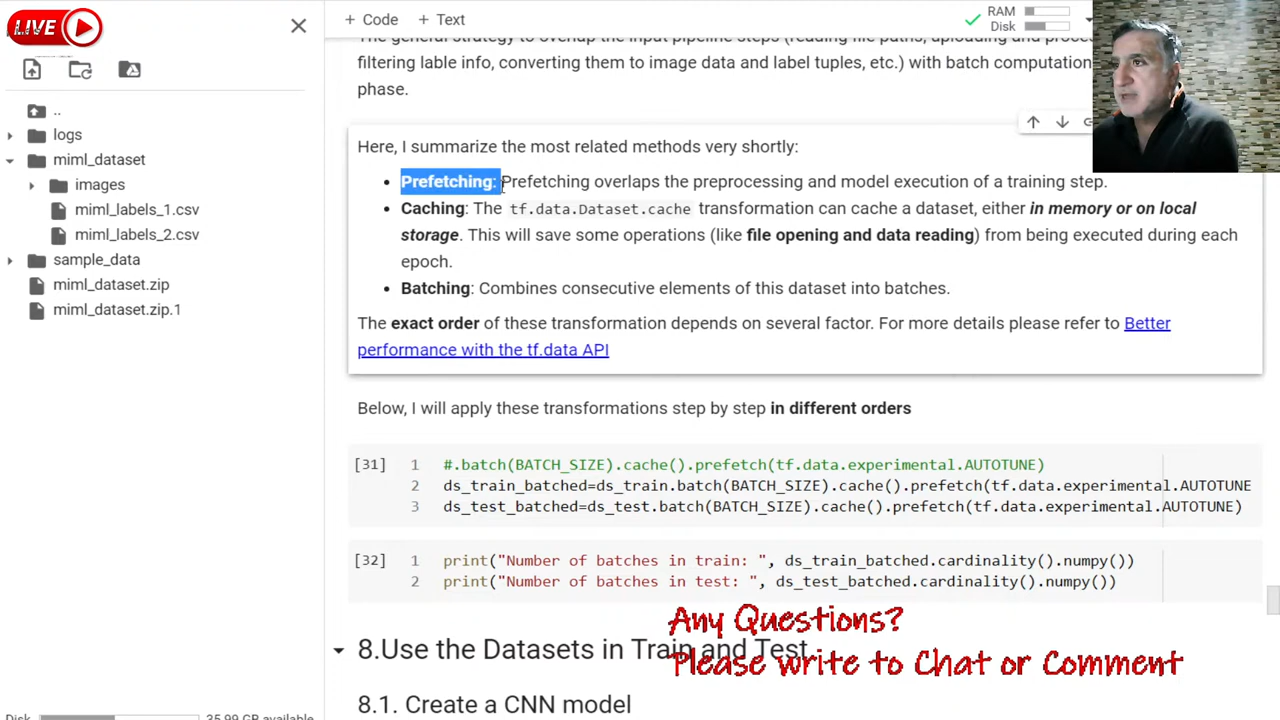 LIVE
+ Code + Text
RAM
Disk
The general strategy to overlap the input pipeline steps (reading file paths, uploading and proce
filtering lable info, converting them to image data and label tuples, etc.) with batch computation
phase.
..
logs
miml_dataset
images
miml_labels_1.csv
miml_labels_2.csv
sample_data
miml_dataset.zip
miml_dataset.zip.1
Here, I summarize the most related methods very shortly:
• Prefetching: Prefetching overlaps the preprocessing and model execution of a training step.
• Caching: The tf.data.Dataset.cache transformation can cache a dataset, either in memory or on local
storage. This will save some operations (like file opening and data reading) from being executed during each
epoch.
• Batching: Combines consecutive elements of this dataset into batches.
The exact order of these transformation depends on several factor. For more details please refer to Better
performance with the tf.data API
Below, I will apply these transformations step by step in different orders
[31] 1 #.batch(BATCH_SIZE).cache().prefetch(tf.data.experimental.AUTOTUNE)
2 ds_train_batched=ds_train.batch(BATCH_SIZE).cache().prefetch(tf.data.experimental.AUTOTUNE
3 ds_test_batched=ds_test.batch(BATCH_SIZE).cache().prefetch(tf.data.experimental.AUTOTUNE)
[32] 1 print("Number of batches in train: ", ds_train_batched.cardinality().numpy())
2 print("Number of batches in test: ", ds_test_batched.cardinality().numpy())
Any Questions?
Please write to Chat or Comment
8.Use the Datasets in Train and Test
8.1. Create a CNN model
Disk 35.99 GB available